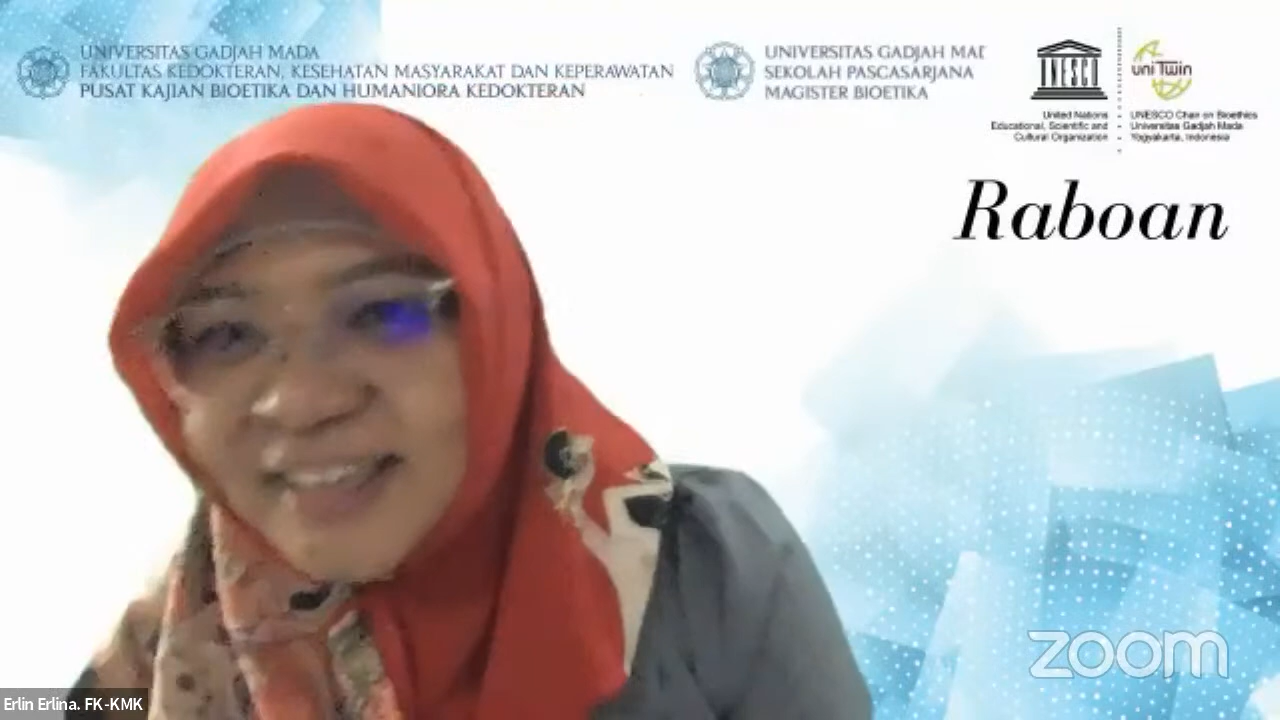 UNIVERSITAS GADJAH MADA
FAKULTAS KEDOKTERAN, KESEHATAN MASYARAKAT DAN KEPERAWATAN
PUSAT KAJIAN BIOETIKA DAN HUMANIORA KEDOKTERAN
UNIVERSITAS GADJAH MAD
SEKOLAH PASCASARJANA
MAGISTER BIOETIKA
UNESCO
United Nations
Educational, Scientific and
Cultural Organization
uniTwin
UNESCO Chair on Bioethics
Universitas Gadjah Mada
Yogyakarta, Indonesia
Raboan
zoom
Erlin Erlina. FK-KMK